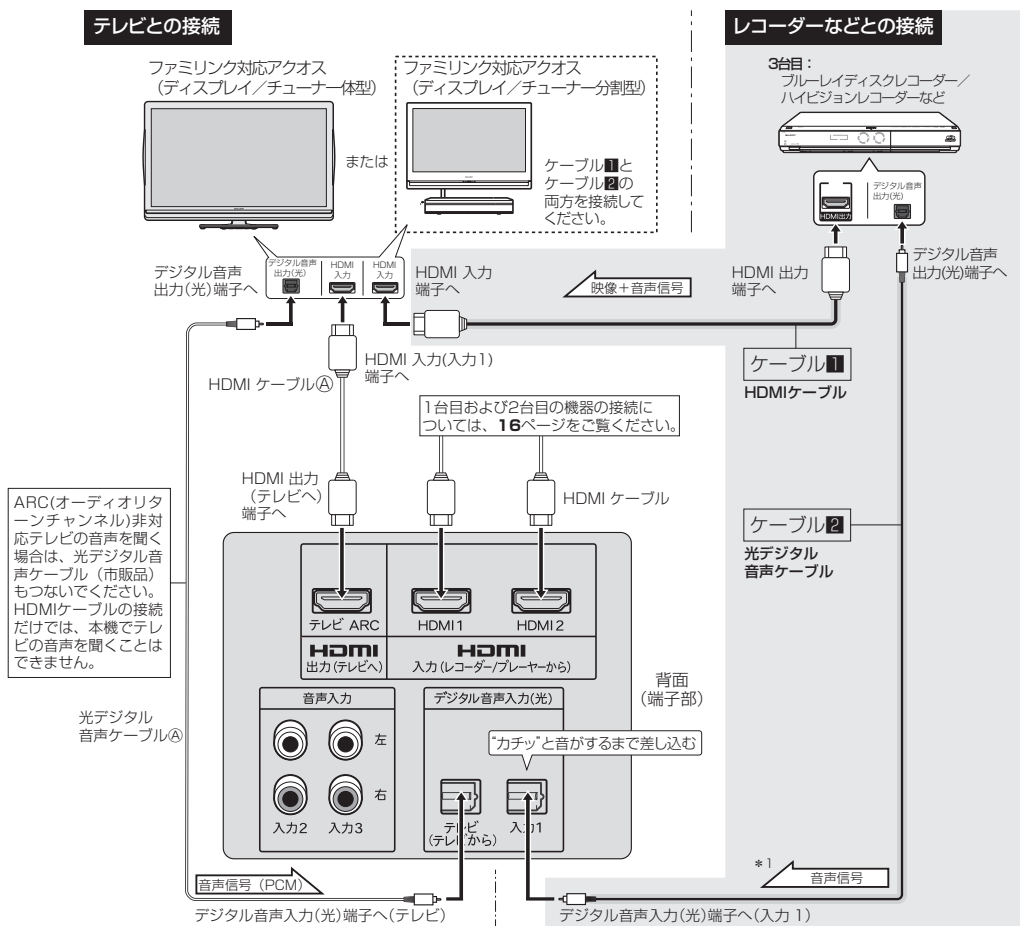 テレビとの接続
レコーダーなどとの接続
ファミリンク対応アクオス
(ディスプレイ/チューナー一体型)
または
ファミリンク対応アクオス
(ディスプレイ/チューナー分割型)
ケーブル1と
ケーブル2の
両方を接続して
ください。
3台目:
ブルーレイディスクレコーダー/
ハイビジョンレコーダーなど
HDMI出力
デジタル音声
出力(光)
デジタル音声
出力(光)端子へ
デジタル音声
出力(光)
HDMI
入力
HDMI
入力
HDMI 入力
端子へ
映像+音声信号
HDMI 出力
端子へ
デジタル音声
出力(光)端子へ
HDMI ケーブルⒶ
HDMI 入力(入力1)
端子へ
ケーブル1
HDMIケーブル
1台目および2台目の機器の接続に
ついては、16ページをご覧ください。
HDMI 出力
(テレビへ)
端子へ
HDMI ケーブル
ARC(オーディオリタ
ーンチャンネル)非対
応テレビの音声を聞く
場合は、光デジタル音
声ケーブル(市販品)
もつないでください。
HDMIケーブルの接続
だけでは、本機でテレ
ビの音声を聞くことは
できません。
ケーブル2
光デジタル
音声ケーブル
テレビ ARC
HDMI1
HDMI2
HDMI
出力(テレビへ)
HDMI
入力(レコーダー/プレーヤーから)
背面
(端子部)
音声入力
デジタル音声入力(光)
光デジタル
音声ケーブルⒶ
左
右
入力2
入力3
"カチッ"と音がするまで差し込む
テレビ
(テレビから)
入力1
音声信号(PCM)
*1
音声信号
デジタル音声入力(光)端子へ(テレビ)
デジタル音声入力(光)端子へ(入力 1)